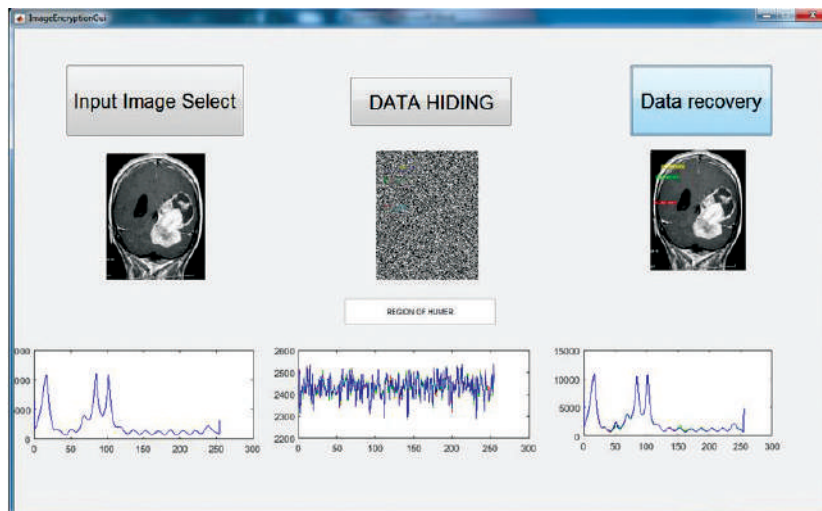 ImageEncryptionGui
Input Image Select
DATA HIDING
Data recovery
REGION OF HUMER
000
000
000
0
0 50 100 150 200 250 300
2600
2500
2400
2300
2200
0 50 100 150 200 250 300
15000
10000
5000
0
0 50 100 150 200 250 300